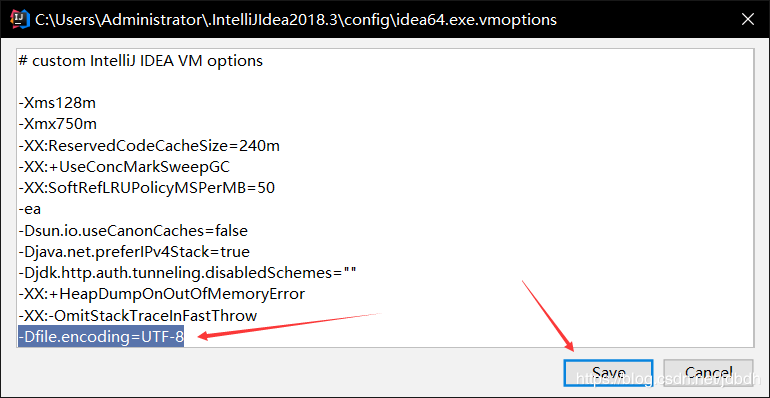 C:\Users\Administrator\.IntelliJIdea2018.3\config\idea64.exe.vmoptions
# custom IntelliJ IDEA VM options
-Xms128m
-Xmx750m
-XX:ReservedCodeCacheSize=240m
-XX:+UseConcMarkSweepGC
-XX:SoftRefLRUPolicyMSPerMB=50
-ea
-Dsun.io.useCanonCaches=false
-Djava.net.preferIPv4Stack=true
-Djdk.http.auth.tunneling.disabledSchemes=""
-XX:+HeapDumpOnOutOfMemoryError
-XX:-OmitStackTraceInFastThrow
-Dfile.encoding=UTF-8
Save Cancel
https://blog.csdn.net/jdbdh